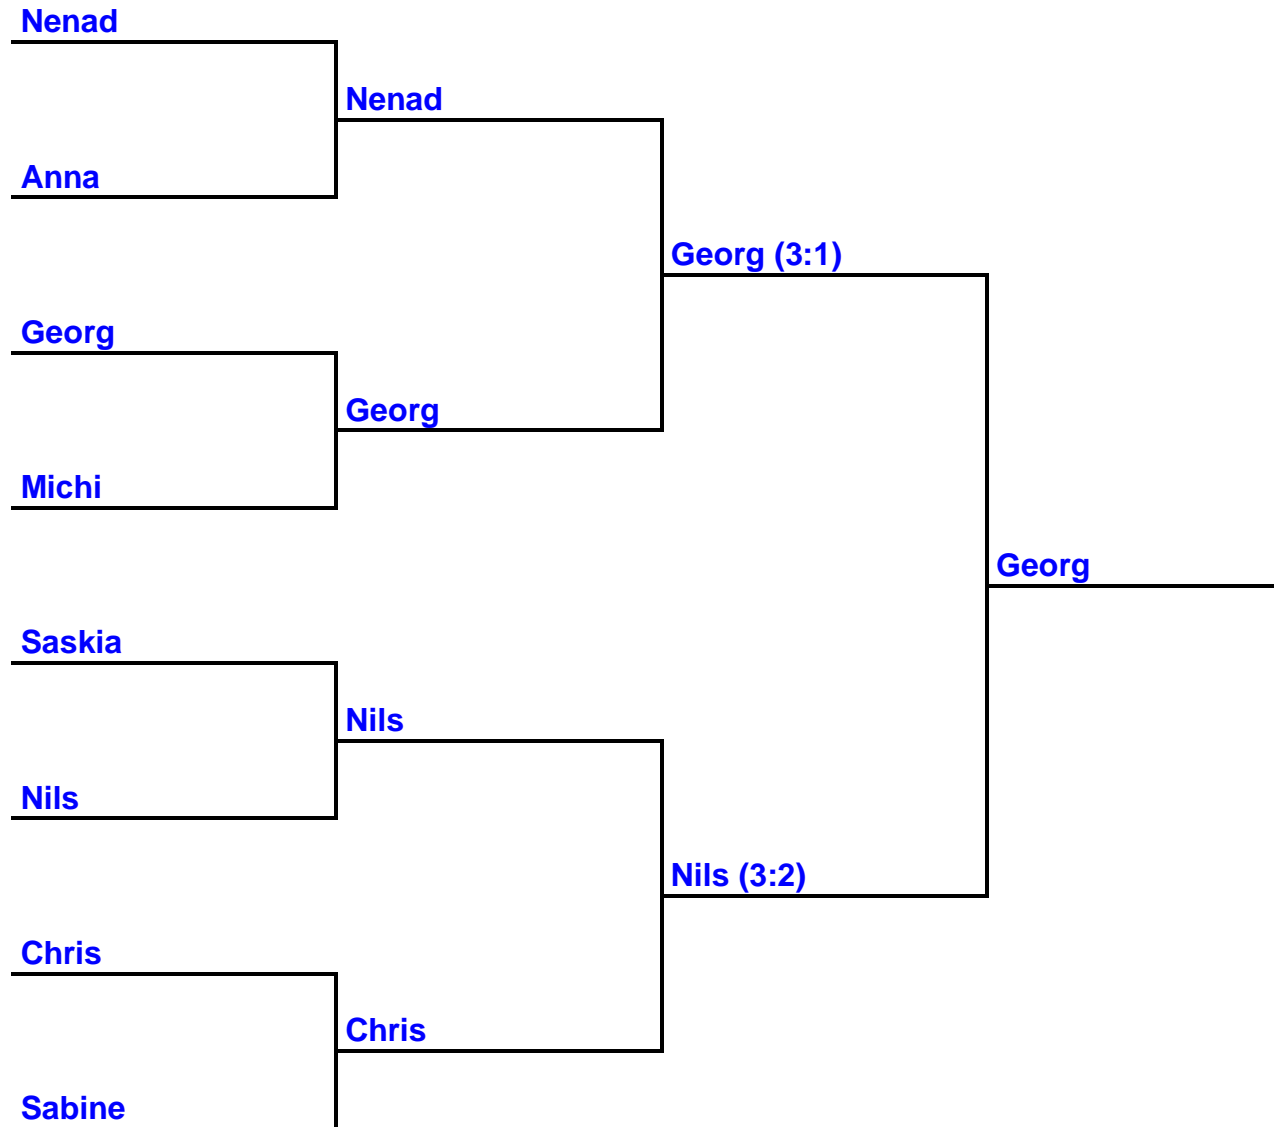 Nenad
Nenad
Anna
Georg (3:1)
Georg
Georg
Michi
Georg
Saskia
Nils
Nils
Nils (3:2)
Chris
Chris
Sabine